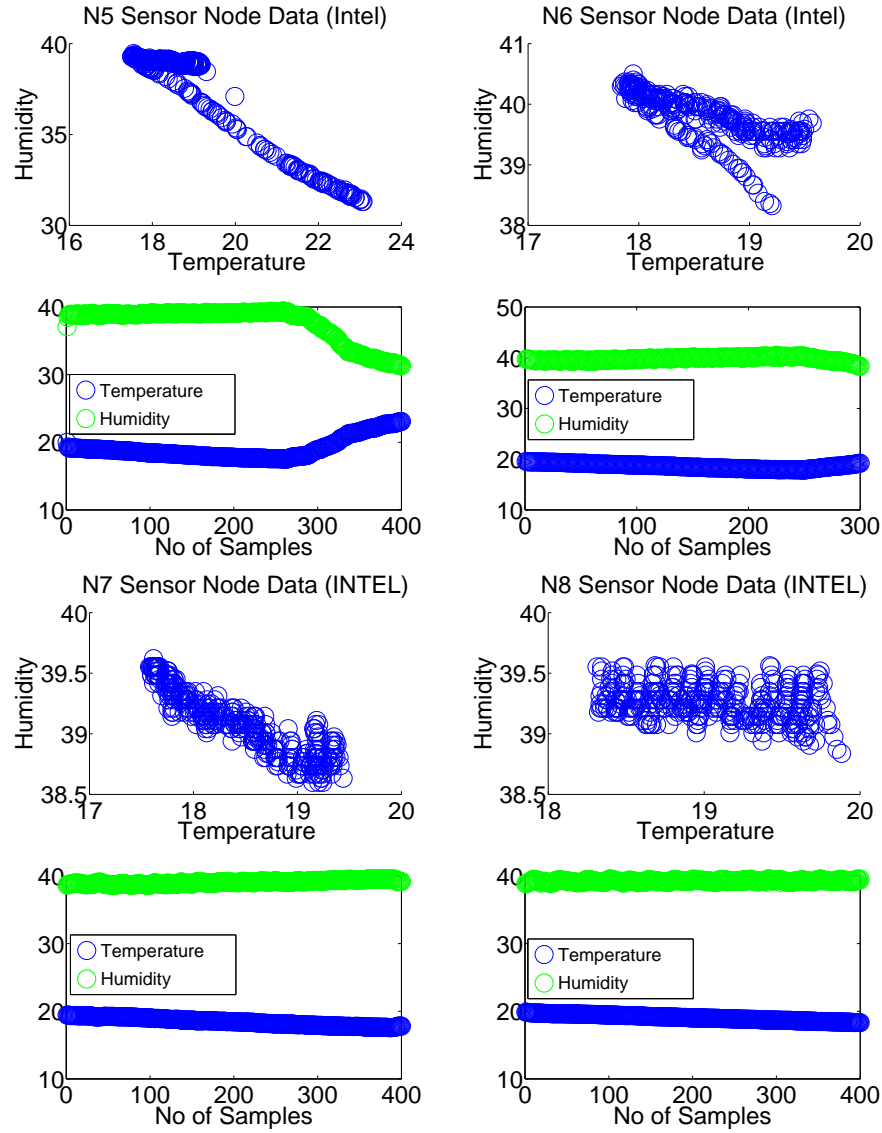 N5 Sensor Node Data (Intel)
40
35
30
Humidity
16 18 20 22 24
Temperature
N6 Sensor Node Data (Intel)
41
40
39
38
Humidity
17 18 19 20
Temperature
40
30
20
10
Temperature
Humidity
0 100 200 300 400
No of Samples
50
40
30
20
10
Temperature
Humidity
0 100 200 300
No of Samples
N7 Sensor Node Data (INTEL)
40
39.5
39
38.5
Humidity
17 18 19 20
Temperature
N8 Sensor Node Data (INTEL)
40
39.5
39
38.5
Humidity
18 19 20
Temperature
40
30
20
10
Temperature
Humidity
0 100 200 300 400
No of Samples
40
30
20
10
Temperature
Humidity
0 100 200 300 400
No of Samples